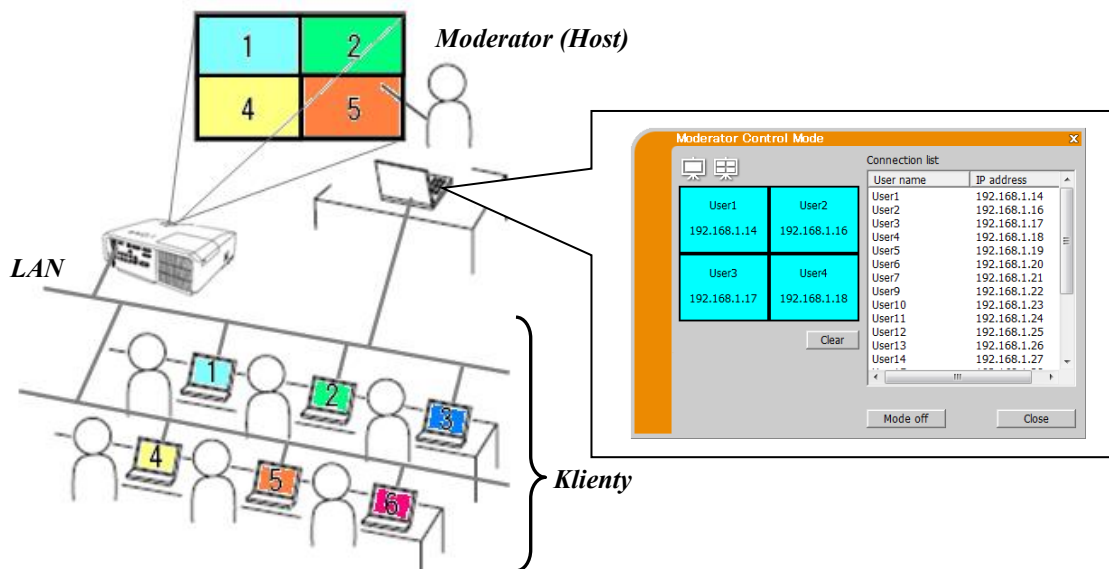 Moderator (Host)
1
2
4
5
LAN
1
2
3
4
5
6
Klienty
Moderator Control Mode
x
User1
192.168.1.14
User2
192.168.1.16
User3
192.168.1.17
User4
192.168.1.18
Clear
Connection list
User name IP address
User1 192.168.1.14
User2 192.168.1.16
User3 192.168.1.17
User4 192.168.1.18
User5 192.168.1.19
User6 192.168.1.20
User7 192.168.1.21
User9 192.168.1.22
User10 192.168.1.23
User11 192.168.1.24
User12 192.168.1.25
User13 192.168.1.26
User14 192.168.1.27
Mode off
Close